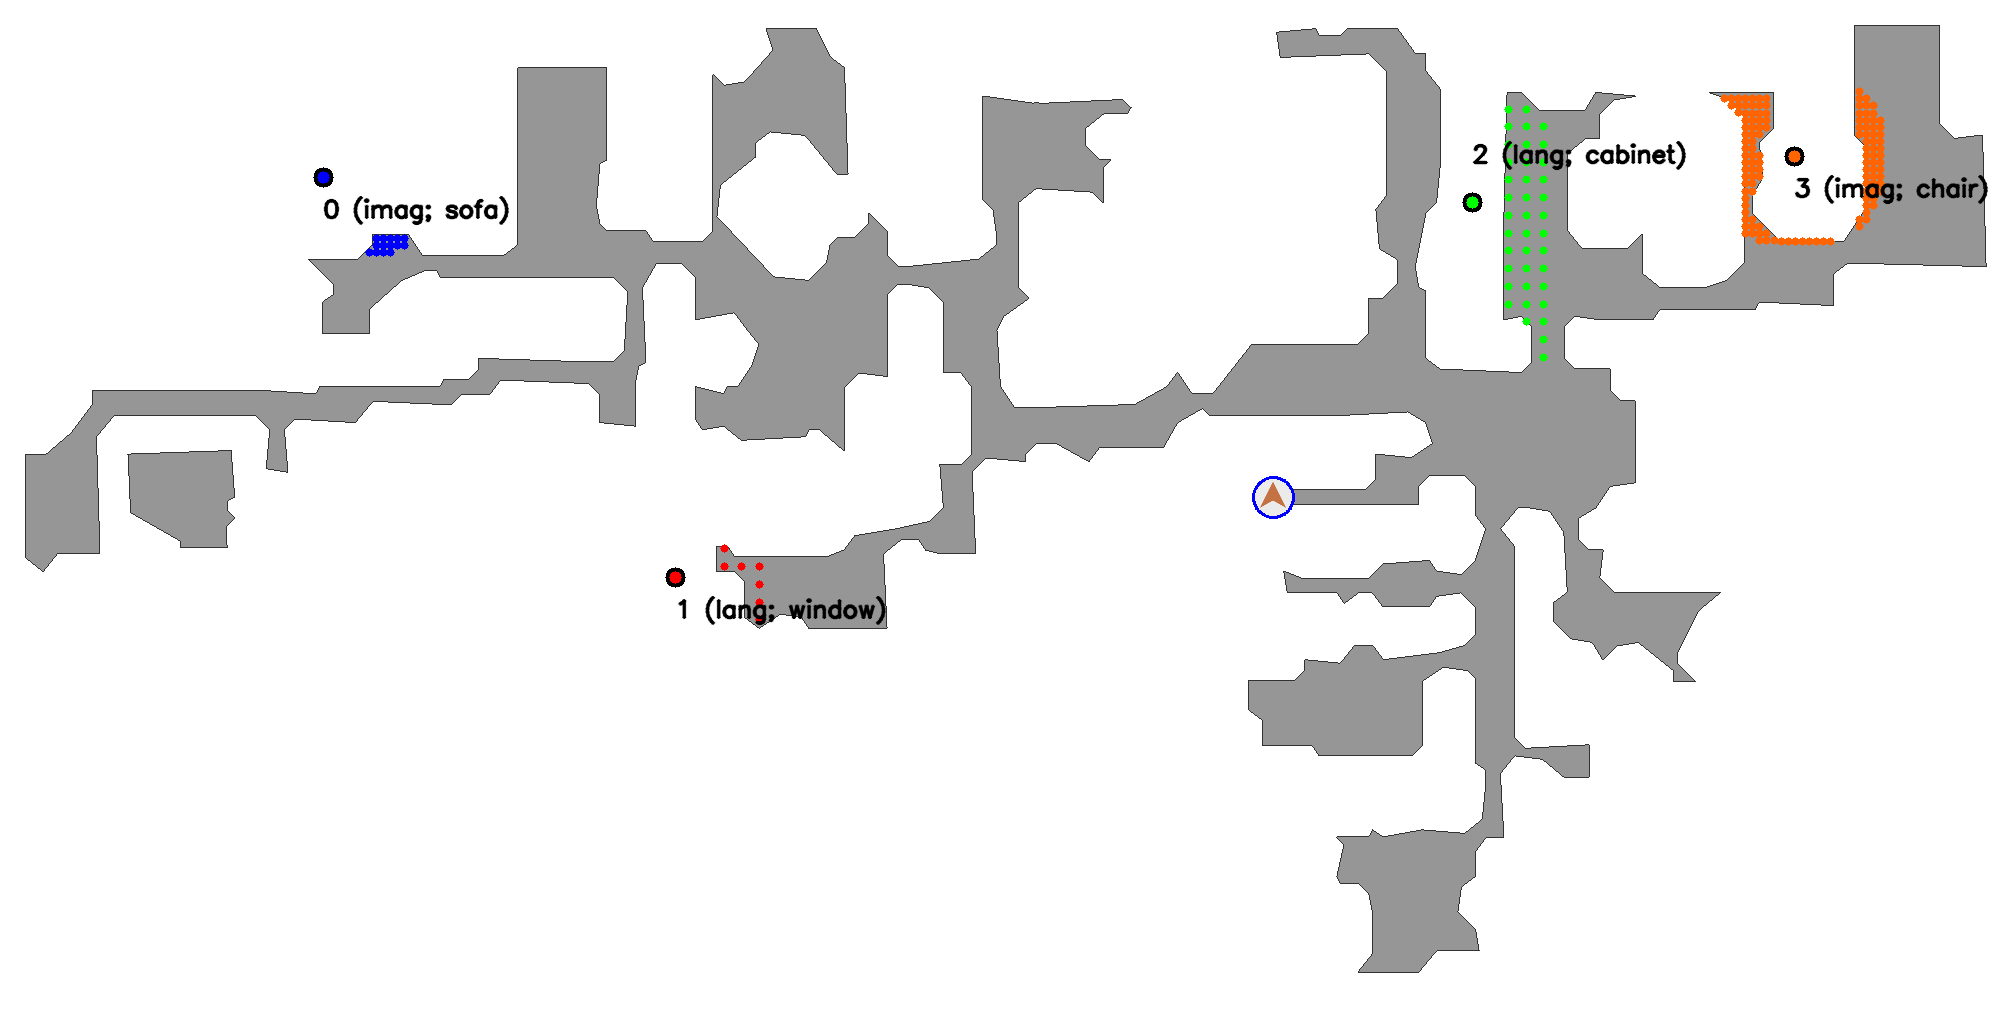 2 (lang; cabinet)
3 (imag; chair)
0 (imag; sofa)
1 (lang; window)